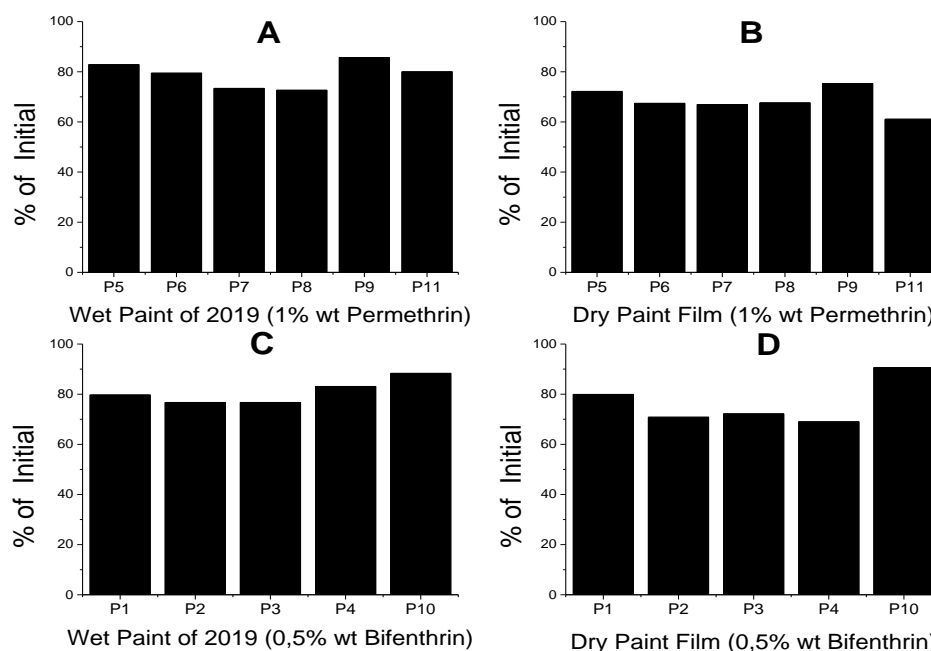 A
% of Initial
100
80
60
40
20
0
P5 P6 P7 P8 P9 P11
Wet Paint of 2019 (1% wt Permethrin)
B
% of Initial
100
80
60
40
20
0
P5 P6 P7 P8 P9 P11
Dry Paint Film (1% wt Permethrin)
C
% of Initial
100
80
60
40
20
0
P1 P2 P3 P4 P10
Wet Paint of 2019 (0,5% wt Bifenthrin)
D
% of Initial
100
80
60
40
20
0
P1 P2 P3 P4 P10
Dry Paint Film (0,5% wt Bifenthrin)